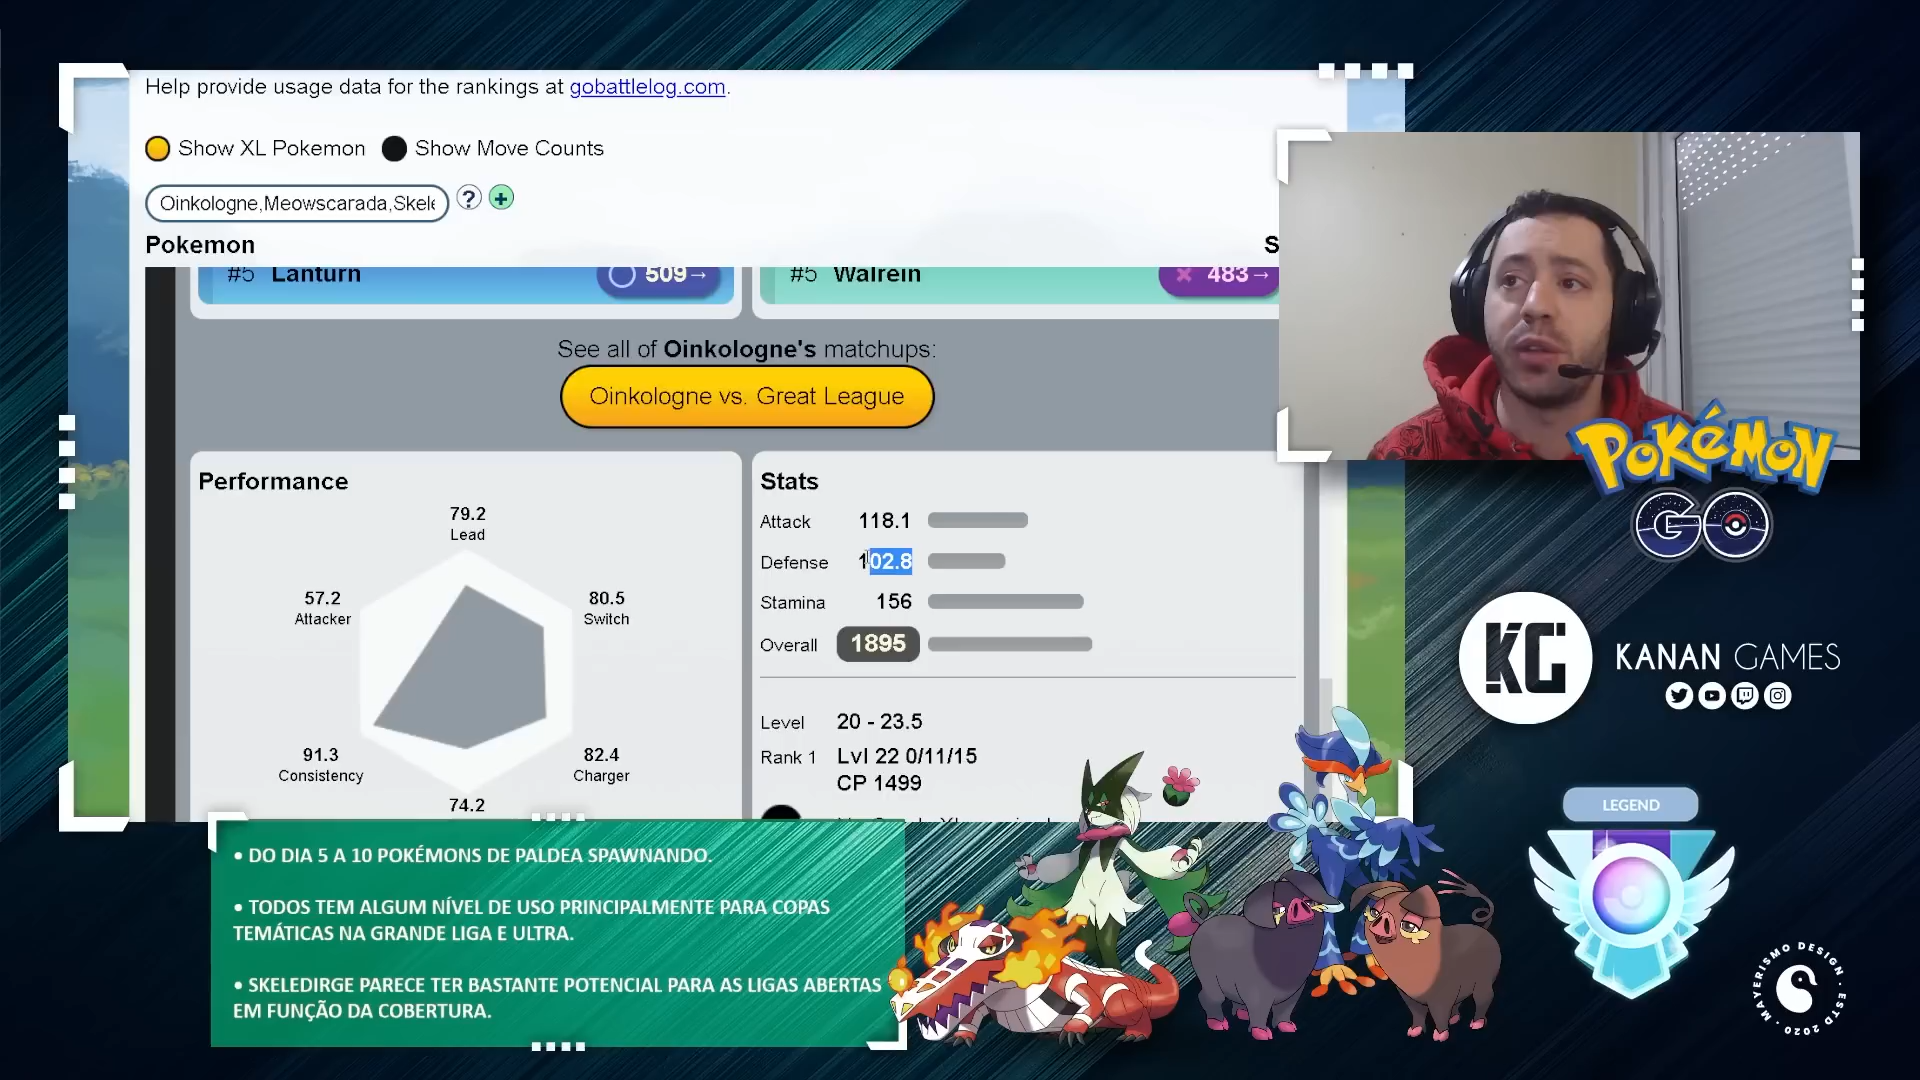 Help provide usage data for the rankings at gobattlelog.com.
Show XL Pokemon Show Move Counts
Oinkologne,Meowscarada,Skel
? +
Pokemon S
#5 Lanturn 509→
#5 Walrein 483→
See all of Oinkologne's matchups:
Oinkologne vs. Great League
Performance
79.2
Lead
57.2
Attacker
80.5
Switch
91.3
Consistency
82.4
Charger
74.2
Stats
Attack 118.1
Defense 102.8
Stamina 156
Overall 1895
Level 20 - 23.5
Rank 1 Lvl 22 0/11/15
CP 1499
POKéMON
GO
KG
KANAN GAMES
LEGEND
• DO DIA 5 A 10 POKÉMONS DE PALDEA SPAWNANDO.
• TODOS TEM ALGUM NÍVEL DE USO PRINCIPALMENTE PARA COPAS
TEMÁTICAS NA GRANDE LIGA E ULTRA.
• SKELEDIRGE PARECE TER BASTANTE POTENCIAL PARA AS LIGAS ABERTAS
EM FUNÇÃO DA COBERTURA.
MAYERISMO DESIGN · ESTD 2020 ·